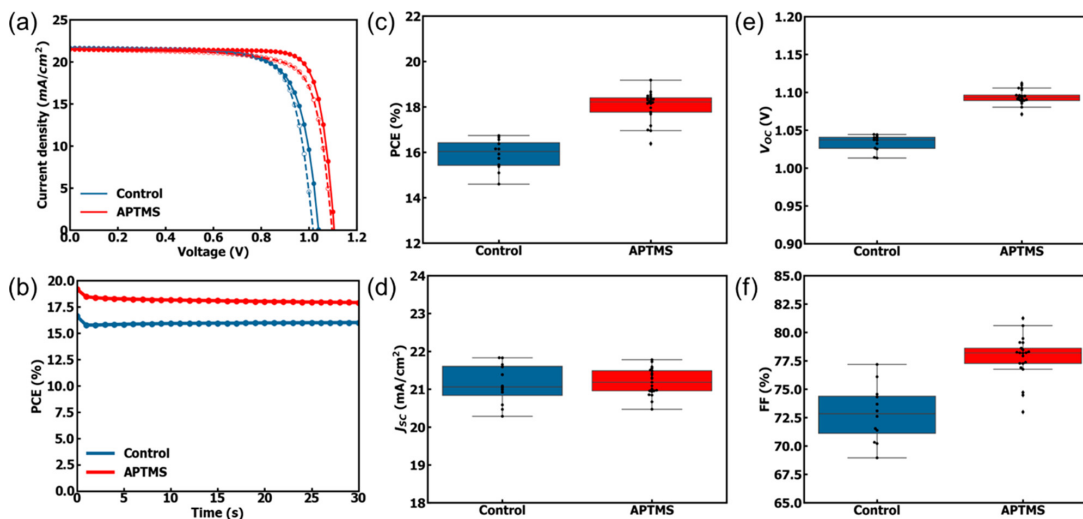 (a)
25
20
15
10
5
0
Current density (mA/cm²)
Control
APTMS
0.0 0.2 0.4 0.6 0.8 1.0 1.2
Voltage (V)
(b)
20.0
17.5
15.0
12.5
10.0
7.5
5.0
2.5
0.0
PCE (%)
Control
APTMS
0 5 10 15 20 25 30
Time (s)
(c)
22
20
18
16
14
12
PCE (%)
Control APTMS
(d)
24
23
22
21
20
19
18
J_SC (mA/cm²)
Control APTMS
(e)
1.20
1.15
1.10
1.05
1.00
0.95
0.90
V_OC (V)
Control APTMS
(f)
85.0
82.5
80.0
77.5
75.0
72.5
70.0
67.5
65.0
FF (%)
Control APTMS